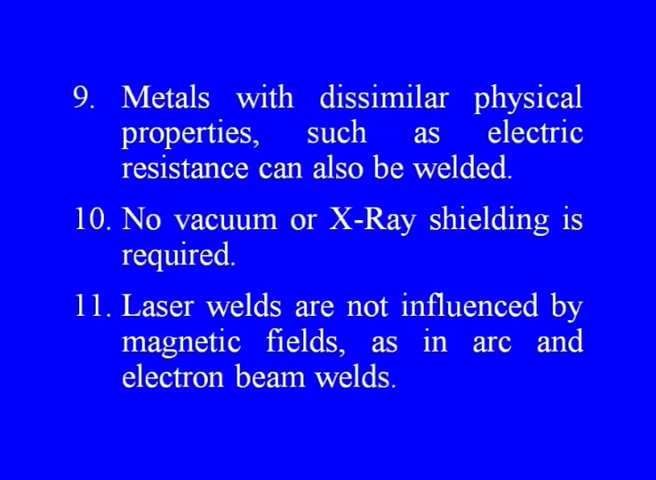 9. Metals with dissimilar physical
properties, such as electric
resistance can also be welded.
10. No vacuum or X-Ray shielding is
required.
11. Laser welds are not influenced by
magnetic fields, as in arc and
electron beam welds.